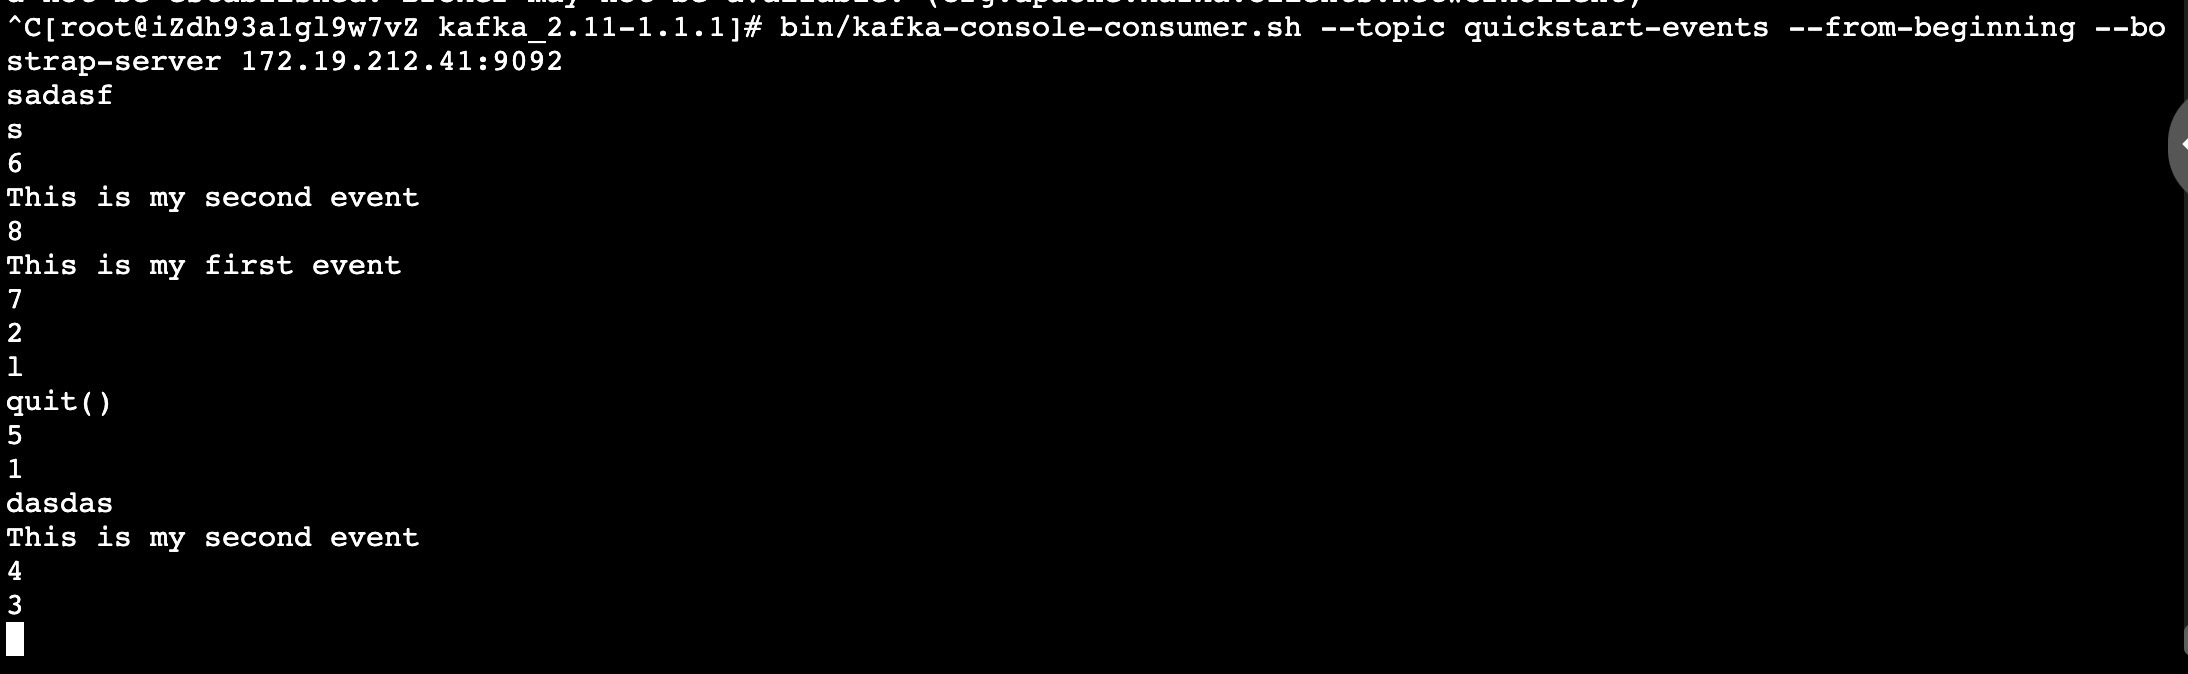 ^C[root@iZdh93a1gl9w7vZ kafka_2.11-1.1.1]# bin/kafka-console-consumer.sh --topic quickstart-events --from-beginning --bo
strap-server 172.19.212.41:9092
sadasf
s
6
This is my second event
8
This is my first event
7
2
l
quit()
5
1
dasdas
This is my second event
4
3